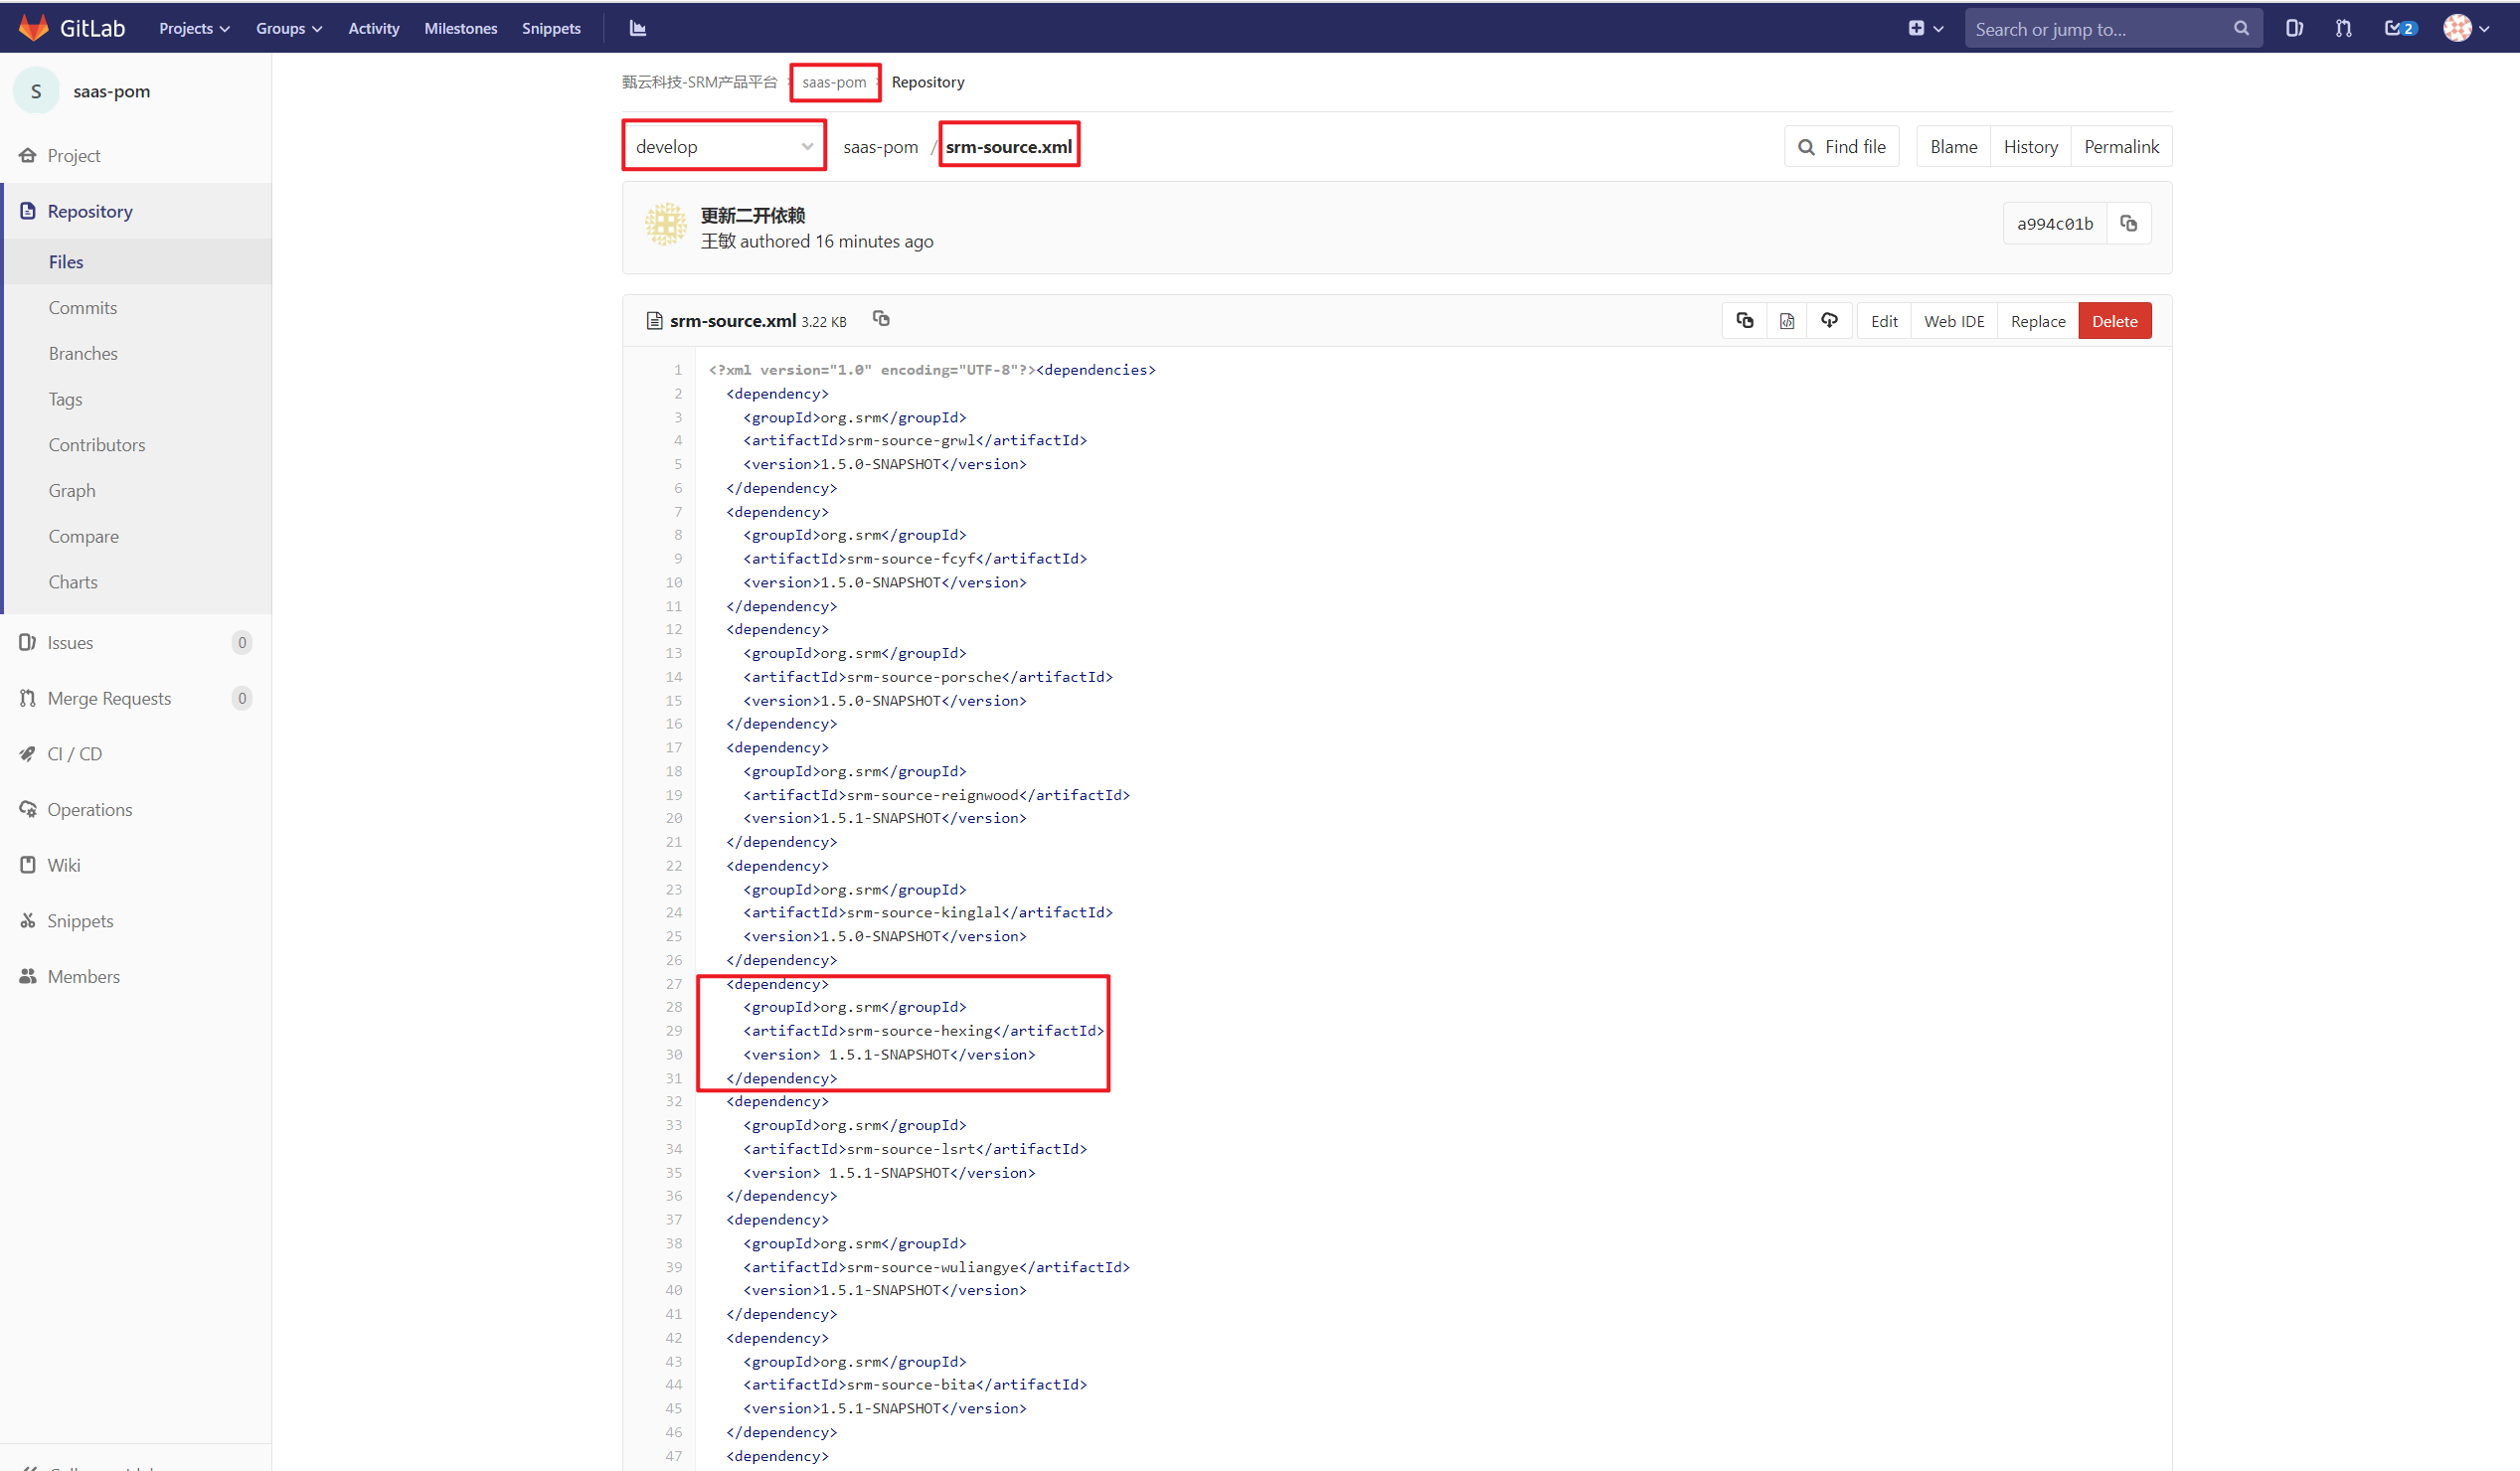 GitLab Projects Groups Activity Milestones Snippets Search or jump to... 2
S saas-pom
Project
Repository
Files
Commits
Branches
Tags
Contributors
Graph
Compare
Charts
Issues 0
Merge Requests 0
CI / CD
Operations
Wiki
Snippets
Members
甄云科技-SRM产品平台 saas-pom Repository
develop saas-pom / srm-source.xml Find file Blame History Permalink
更新二开依赖
王敏 authored 16 minutes ago
a994c01b
srm-source.xml 3.22 KB Edit Web IDE Replace Delete
1 <?xml version="1.0" encoding="UTF-8"?><dependencies>
2 <dependency>
3 <groupId>org.srm</groupId>
4 <artifactId>srm-source-grwl</artifactId>
5 <version>1.5.0-SNAPSHOT</version>
6 </dependency>
7 <dependency>
8 <groupId>org.srm</groupId>
9 <artifactId>srm-source-fcyf</artifactId>
10 <version>1.5.0-SNAPSHOT</version>
11 </dependency>
12 <dependency>
13 <groupId>org.srm</groupId>
14 <artifactId>srm-source-porsche</artifactId>
15 <version>1.5.0-SNAPSHOT</version>
16 </dependency>
17 <dependency>
18 <groupId>org.srm</groupId>
19 <artifactId>srm-source-reignwood</artifactId>
20 <version>1.5.1-SNAPSHOT</version>
21 </dependency>
22 <dependency>
23 <groupId>org.srm</groupId>
24 <artifactId>srm-source-kinglal</artifactId>
25 <version>1.5.0-SNAPSHOT</version>
26 </dependency>
27 <dependency>
28 <groupId>org.srm</groupId>
29 <artifactId>srm-source-hexing</artifactId>
30 <version> 1.5.1-SNAPSHOT</version>
31 </dependency>
32 <dependency>
33 <groupId>org.srm</groupId>
34 <artifactId>srm-source-lsrt</artifactId>
35 <version> 1.5.1-SNAPSHOT</version>
36 </dependency>
37 <dependency>
38 <groupId>org.srm</groupId>
39 <artifactId>srm-source-wuliangye</artifactId>
40 <version>1.5.1-SNAPSHOT</version>
41 </dependency>
42 <dependency>
43 <groupId>org.srm</groupId>
44 <artifactId>srm-source-bita</artifactId>
45 <version>1.5.1-SNAPSHOT</version>
46 </dependency>
47 <dependency>